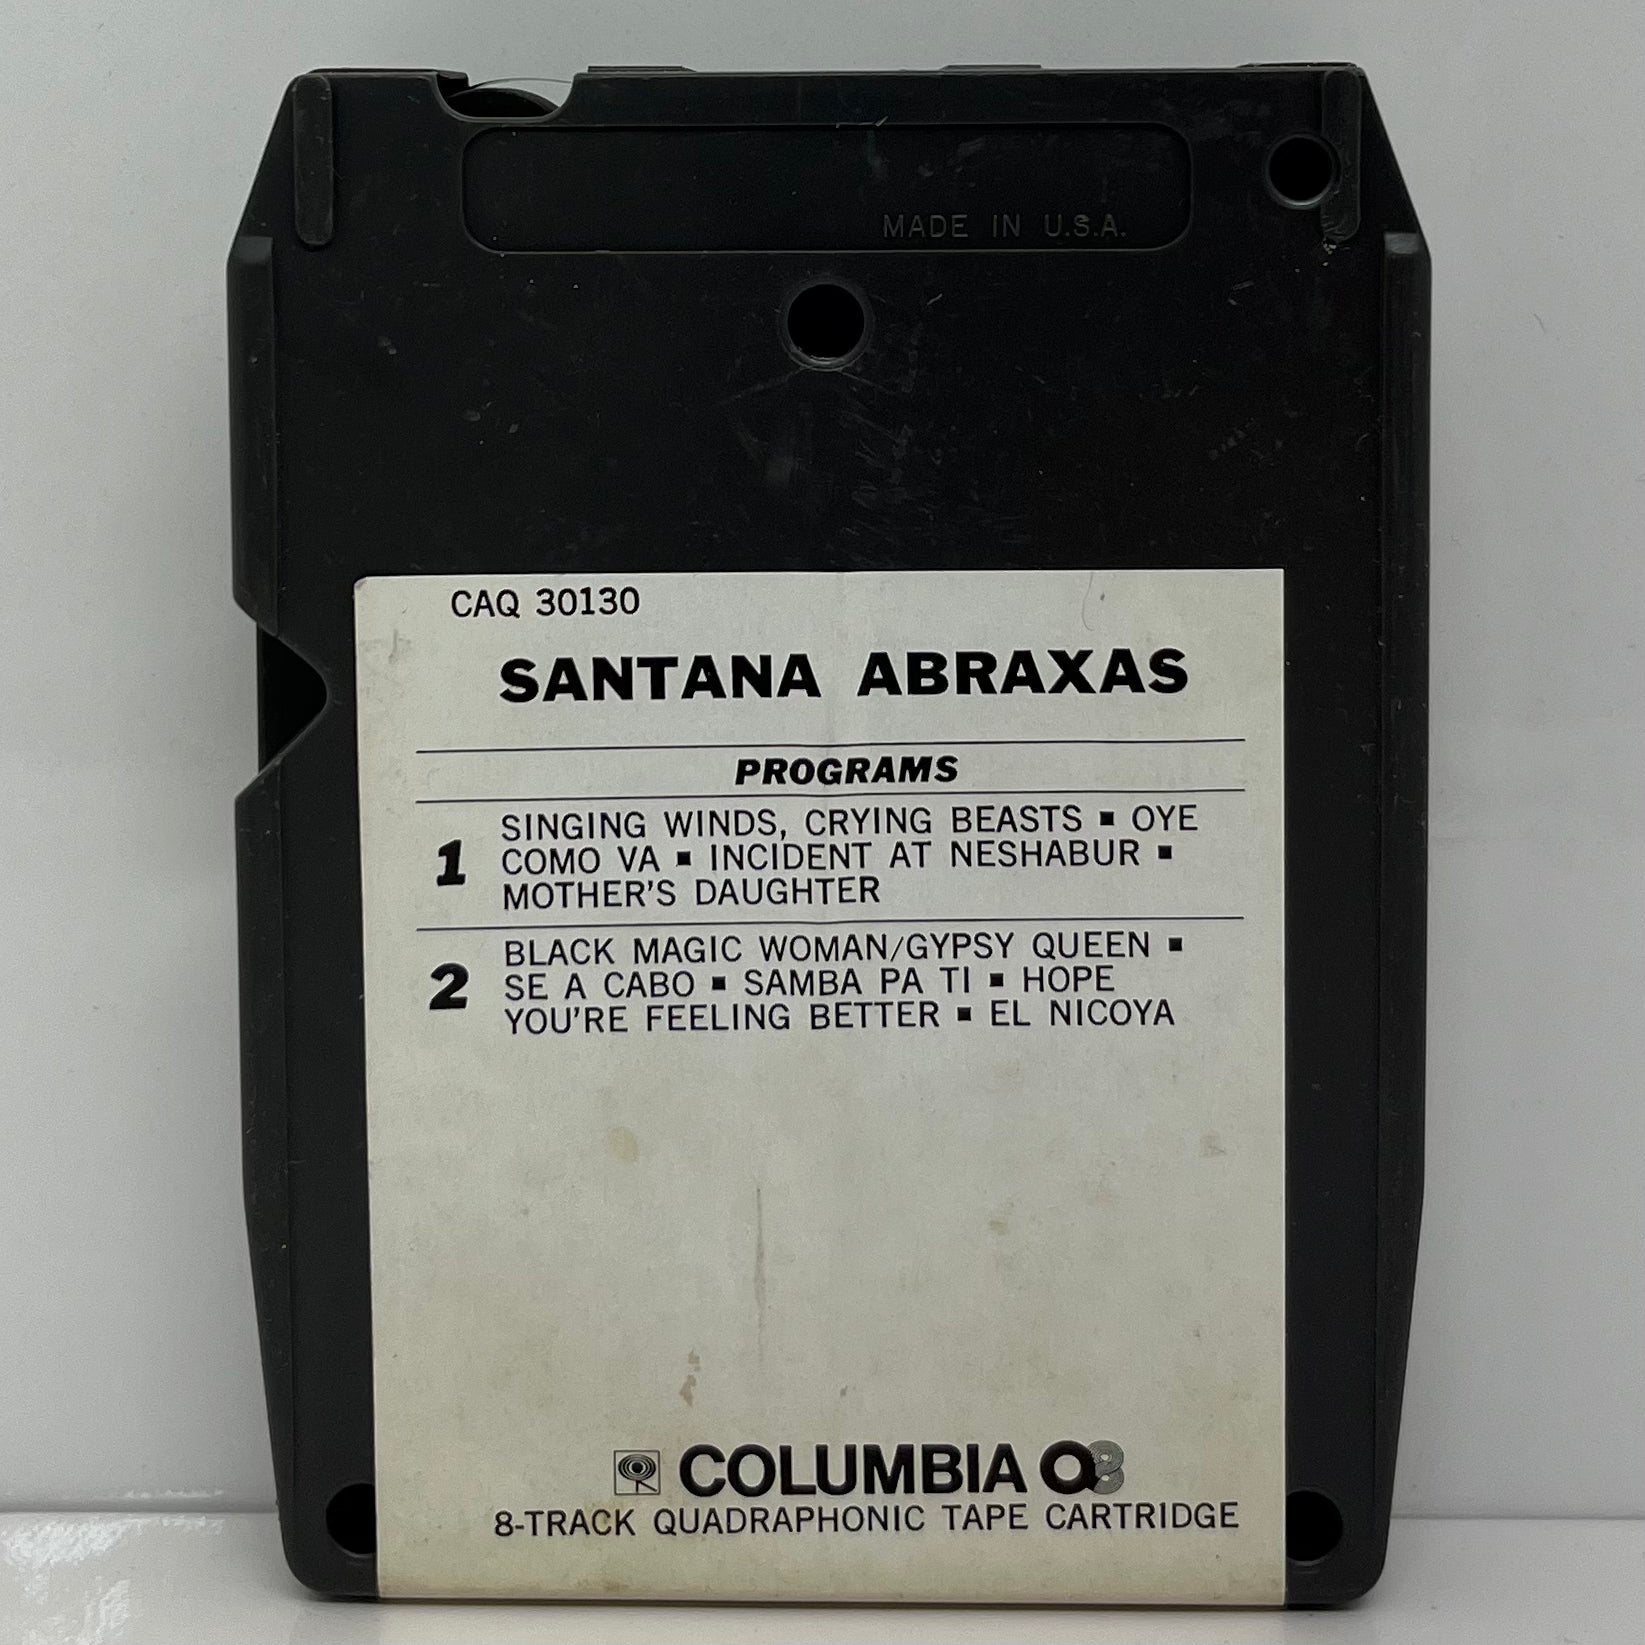 MADE IN U.S.A.
CAQ 30130
SANTANA ABRAXAS
PROGRAMS
1
SINGING WINDS, CRYING BEASTS ▪ OYE
COMO VA ▪ INCIDENT AT NESHABUR ▪
MOTHER'S DAUGHTER
2
BLACK MAGIC WOMAN/GYPSY QUEEN ▪
SE A CABO ▪ SAMBA PA TI ▪ HOPE
YOU'RE FEELING BETTER ▪ EL NICOYA
COLUMBIA Q8
8-TRACK QUADRAPHONIC TAPE CARTRIDGE